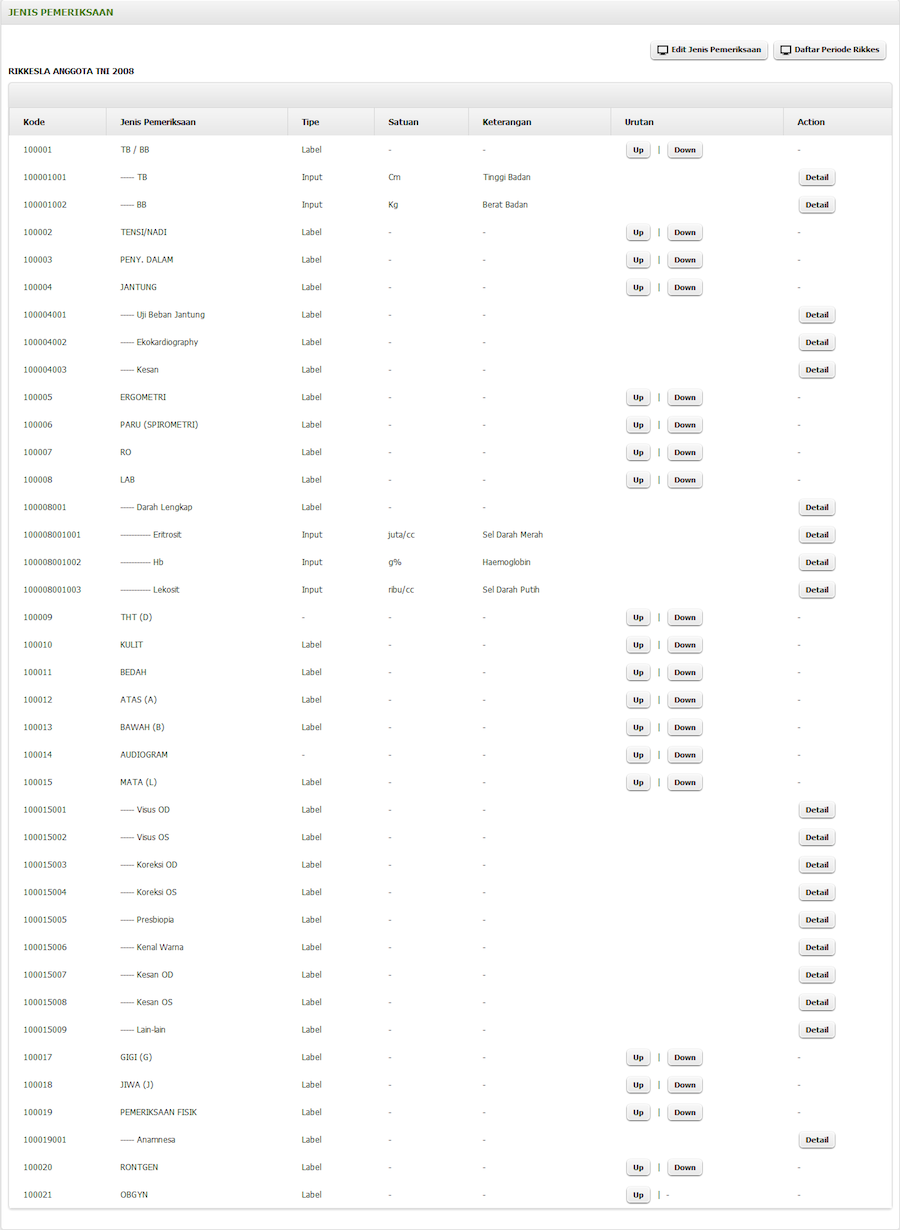 JENIS PEMERIKSAAN
Edit Jenis Pemeriksaan Daftar Periode Rikkes
RIKKESLA ANGGOTA TNI 2008
Kode Jenis Pemeriksaan Tipe Satuan Keterangan Urutan Action
100001 TB / BB Label - - Up | Down -
100001001 ----- TB Input Cm Tinggi Badan Detail
100001002 ----- BB Input Kg Berat Badan Detail
100002 TENSI/NADI Label - - Up | Down -
100003 PENY. DALAM Label - - Up | Down -
100004 JANTUNG Label - - Up | Down -
100004001 ----- Uji Beban Jantung Label - - Detail
100004002 ----- Ekokardiography Label - - Detail
100004003 ----- Kesan Label - - Detail
100005 ERGOMETRI Label - - Up | Down -
100006 PARU (SPIROMETRI) Label - - Up | Down -
100007 RO Label - - Up | Down -
100008 LAB Label - - Up | Down -
100008001 ----- Darah Lengkap Label - - Detail
100008001001 ----------- Eritrosit Input juta/cc Sel Darah Merah Detail
100008001002 ----------- Hb Input g% Haemoglobin Detail
100008001003 ----------- Lekosit Input ribu/cc Sel Darah Putih Detail
100009 THT (D) - - - Up | Down -
100010 KULIT Label - - Up | Down -
100011 BEDAH Label - - Up | Down -
100012 ATAS (A) Label - - Up | Down -
100013 BAWAH (B) Label - - Up | Down -
100014 AUDIOGRAM - - - Up | Down -
100015 MATA (L) Label - - Up | Down -
100015001 ----- Visus OD Label - - Detail
100015002 ----- Visus OS Label - - Detail
100015003 ----- Koreksi OD Label - - Detail
100015004 ----- Koreksi OS Label - - Detail
100015005 ----- Presbiopia Label - - Detail
100015006 ----- Kenal Warna Label - - Detail
100015007 ----- Kesan OD Label - - Detail
100015008 ----- Kesan OS Label - - Detail
100015009 ----- Lain-lain Label - - Detail
100017 GIGI (G) Label - - Up | Down -
100018 JIWA (J) Label - - Up | Down -
100019 PEMERIKSAAN FISIK Label - - Up | Down -
100019001 ----- Anamnesa Label - - Detail
100020 RONTGEN Label - - Up | Down -
100021 OBGYN Label - - Up | - -